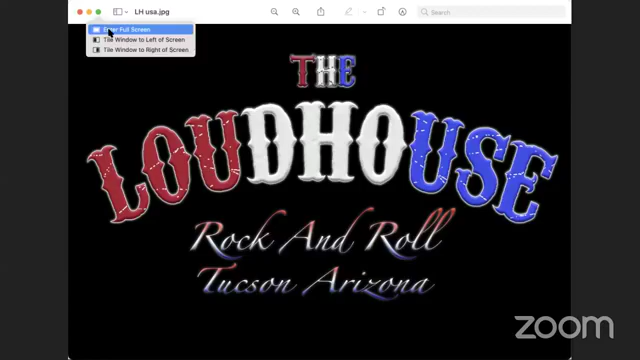 LH usa.jpg
Search
Enter Full Screen
Tile Window to Left of Screen
Tile Window to Right of Screen
THE
LOUDHOUSE
Rock And Roll
Tucson Arizona
zoom